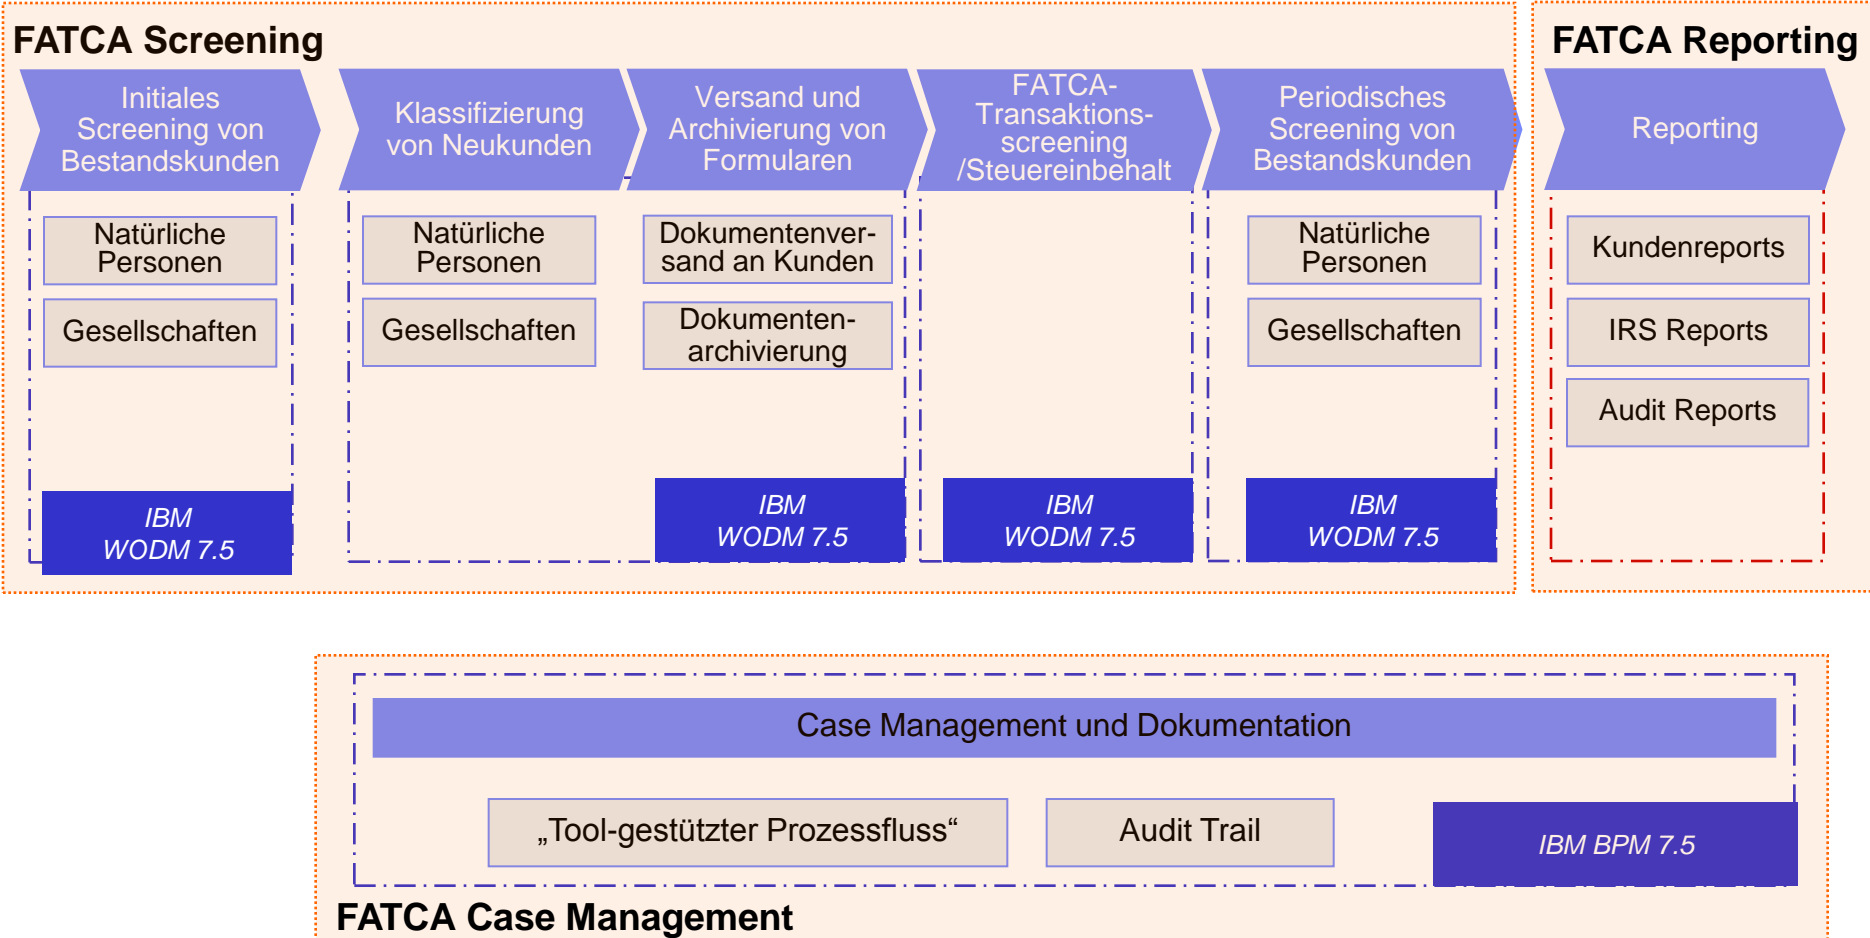 FATCA Screening
Initiales
Screening von
Bestandskunden
Klassifizierung
von Neukunden
Versand und
Archivierung von
Formularen
FATCA-
Transaktions-
screening
/Steuereinbehalt
Periodisches
Screening von
Bestandskunden
Natürliche
Personen
Gesellschaften
Natürliche
Personen
Gesellschaften
Dokumentenver-
sand an Kunden
Dokumenten-
archivierung
Natürliche
Personen
Gesellschaften
IBM
WODM 7.5
IBM
WODM 7.5
IBM
WODM 7.5
IBM
WODM 7.5
FATCA Reporting
Reporting
Kundenreports
IRS Reports
Audit Reports
Case Management und Dokumentation
„Tool-gestützter Prozessfluss“
Audit Trail
IBM BPM 7.5
FATCA Case Management